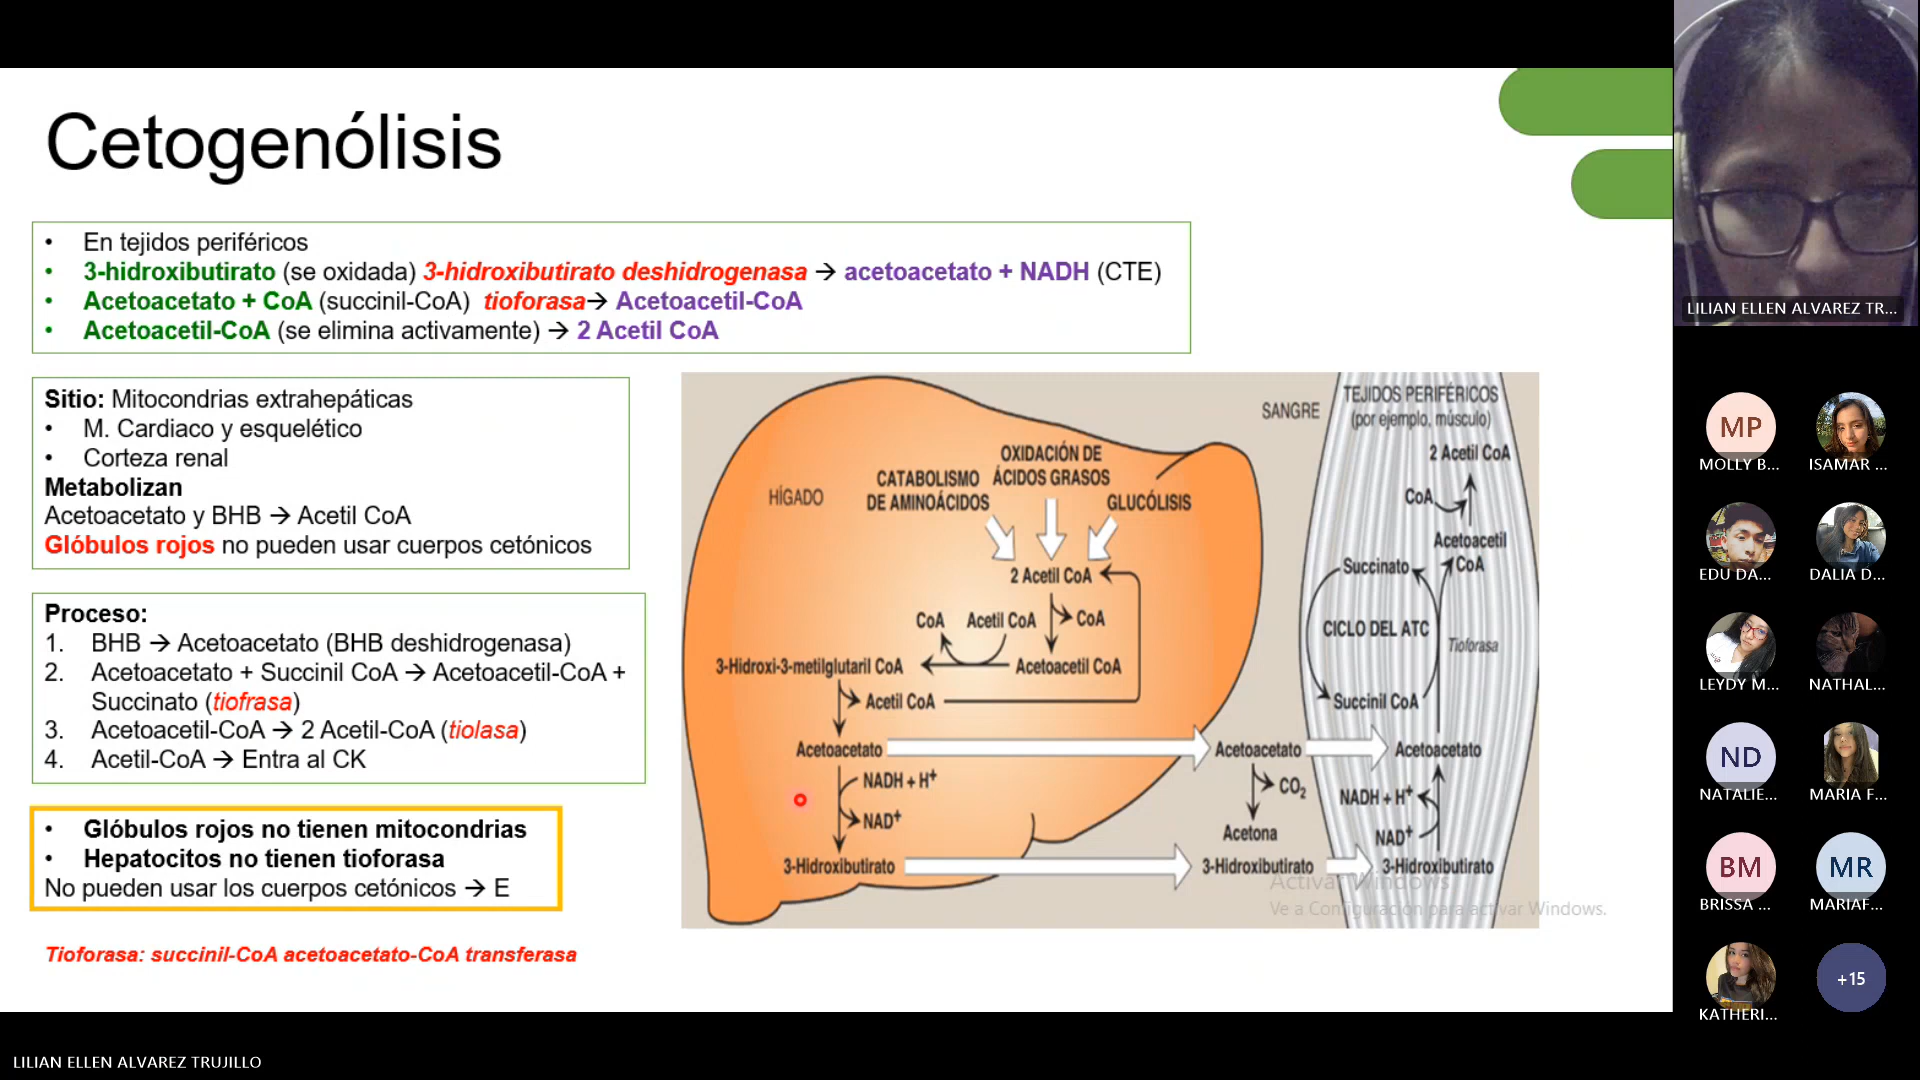 Cetogenólisis
• En tejidos periféricos
• 3-hidroxibutirato (se oxidada) 3-hidroxibutirato deshidrogenasa → acetoacetato + NADH (CTE)
• Acetoacetato + CoA (succinil-CoA) tioforasa→ Acetoacetil-CoA
• Acetoacetil-CoA (se elimina activamente) → 2 Acetil CoA
Sitio: Mitocondrias extrahepáticas
• M. Cardiaco y esquelético
• Corteza renal
Metabolizan
Acetoacetato y BHB → Acetil CoA
Glóbulos rojos no pueden usar cuerpos cetónicos
Proceso:
1. BHB → Acetoacetato (BHB deshidrogenasa)
2. Acetoacetato + Succinil CoA → Acetoacetil-CoA +
Succinato (tiofrasa)
3. Acetoacetil-CoA → 2 Acetil-CoA (tiolasa)
4. Acetil-CoA → Entra al CK
• Glóbulos rojos no tienen mitocondrias
• Hepatocitos no tienen tioforasa
No pueden usar los cuerpos cetónicos → E
Tioforasa: succinil-CoA acetoacetato-CoA transferasa
HÍGADO
CATABOLISMO
DE AMINOÁCIDOS
OXIDACIÓN DE
ÁCIDOS GRASOS
GLUCÓLISIS
2 Acetil CoA
CoA
Acetil CoA
CoA
3-Hidroxi-3-metilglutaril CoA
Acetoacetil CoA
Acetil CoA
Acetoacetato
NADH + H+
NAD+
3-Hidroxibutirato
SANGRE
Acetoacetato
CO2
Acetona
3-Hidroxibutirato
TEJIDOS PERIFÉRICOS
(por ejemplo, músculo)
2 Acetil CoA
CoA
Acetoacetil
CoA
Succinato
CICLO DEL ATC
Tioforasa
Succinil CoA
Acetoacetato
NADH + H+
NAD+
3-Hidroxibutirato
Activar Windows
Ve a Configuración para activar Windows.
LILIAN ELLEN ALVAREZ TR...
MP
MOLLY B...
ISAMAR ...
EDU DA...
DALIA D...
LEYDY M...
NATHAL...
ND
NATALIE...
MARIA F...
BM
BRISSA ...
MR
MARIAF...
KATHERI...
+15
LILIAN ELLEN ALVAREZ TRUJILLO